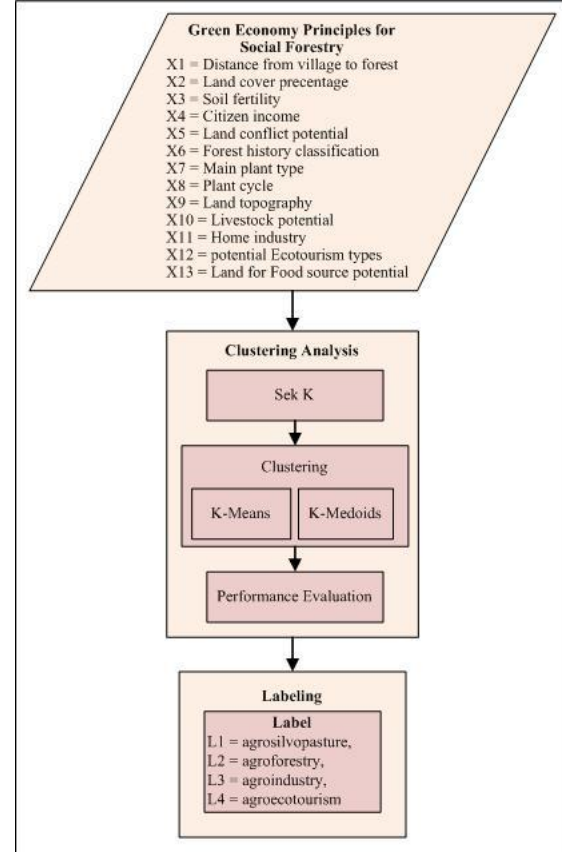 Green Economy Principles for
Social Forestry
X1 = Distance from village to forest
X2 = Land cover precentage
X3 = Soil fertility
X4 = Citizen income
X5 = Land conflict potential
X6 = Forest history classification
X7 = Main plant type
X8 = Plant cycle
X9 = Land topography
X10 = Livestock potential
X11 = Home industry
X12 = potential Ecotourism types
X13 = Land for Food source potential
Clustering Analysis
Sek K
Clustering
K-Means
K-Medoids
Performance Evaluation
Labeling
Label
L1 = agrosilvopasture,
L2 = agroforestry,
L3 = agroindustry,
L4 = agroecotourism